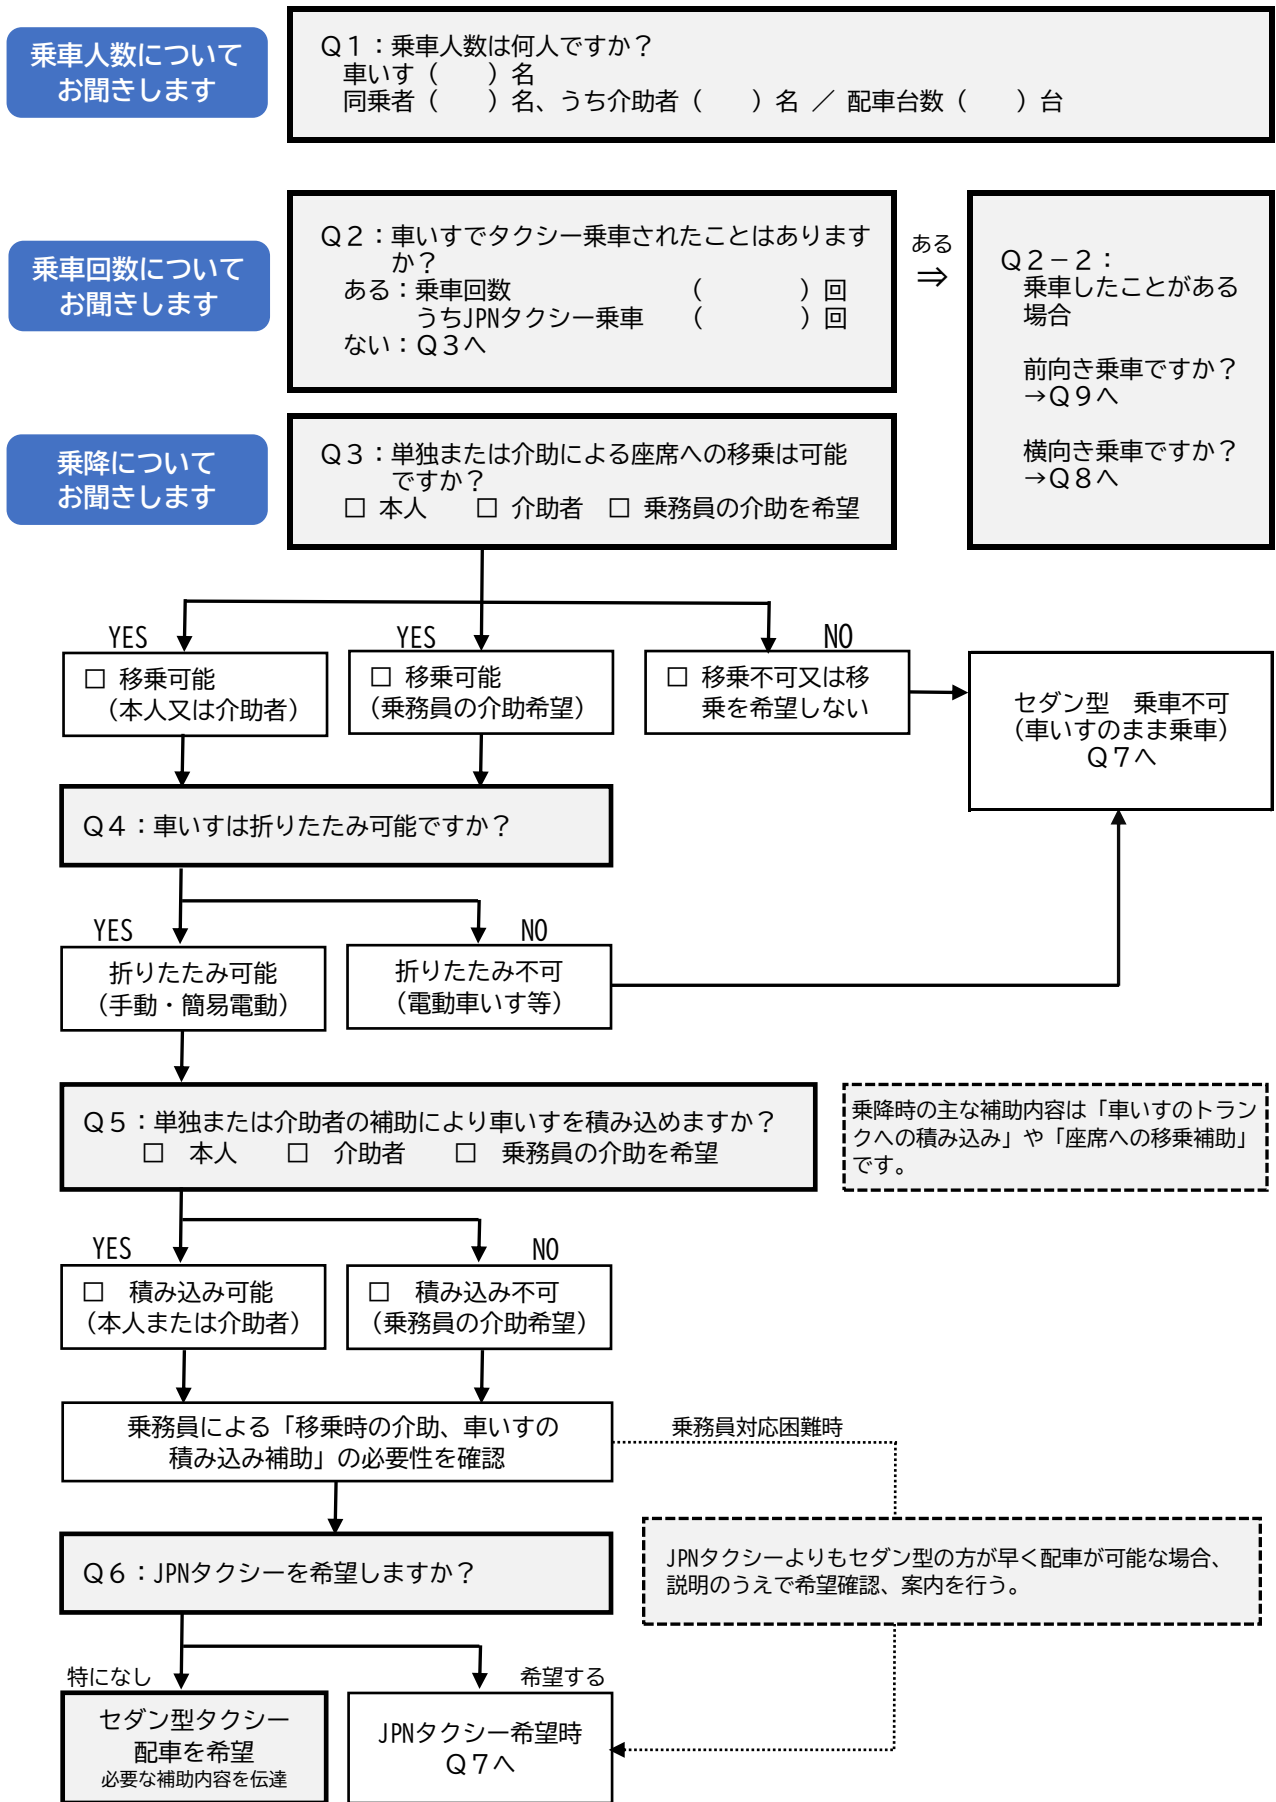 乗車人数について
お聞きします
Q1：乗車人数は何人ですか？
車いす（　　）名
同乗者（　　）名、うち介助者（　　）名 ／ 配車台数（　　）台
乗車回数について
お聞きします
Q2：車いすでタクシー乗車されたことはあります
か？
ある：乗車回数　　　　　　　（　　　　）回
うちJPNタクシー乗車　（　　　　）回
ない：Q3へ
ある
⇒
Q2－2：
乗車したことがある
場合
前向き乗車ですか？
→Q9へ
横向き乗車ですか？
→Q8へ
乗降について
お聞きします
Q3：単独または介助による座席への移乗は可能
ですか？
□ 本人　　□ 介助者　□ 乗務員の介助を希望
YES
YES
NO
□ 移乗可能
（本人又は介助者）
□ 移乗可能
（乗務員の介助希望）
□ 移乗不可又は移
乗を希望しない
セダン型　乗車不可
（車いすのまま乗車）
Q7へ
Q4：車いすは折りたたみ可能ですか？
YES
NO
折りたたみ可能
（手動・簡易電動）
折りたたみ不可
（電動車いす等）
Q5：単独または介助者の補助により車いすを積み込めますか？
□　本人　　□　介助者　　□　乗務員の介助を希望
乗降時の主な補助内容は「車いすのトラン
クへの積み込み」や「座席への移乗補助」
です。
YES
NO
□　積み込み可能
（本人または介助者）
□　積み込み不可
（乗務員の介助希望）
乗務員による「移乗時の介助、車いすの
積み込み補助」の必要性を確認
乗務員対応困難時
Q6：JPNタクシーを希望しますか？
JPNタクシーよりもセダン型の方が早く配車が可能な場合、
説明のうえで希望確認、案内を行う。
特になし
希望する
セダン型タクシー
配車を希望
必要な補助内容を伝達
JPNタクシー希望時
Q7へ